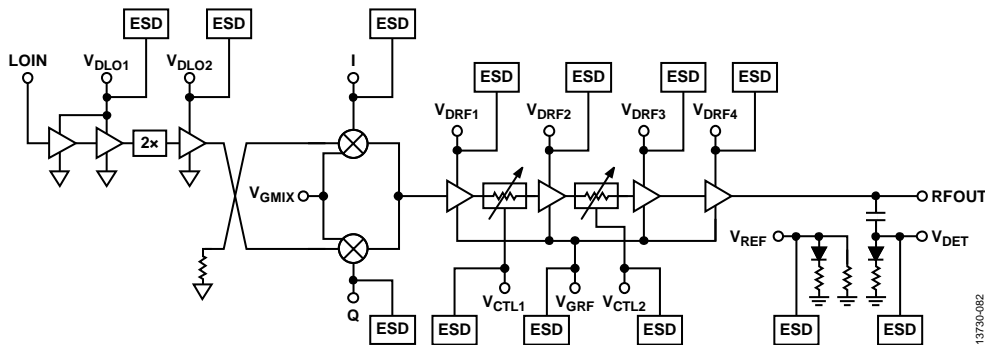 ESD
ESD
ESD
LOIN
VDLO1
VDLO2
I
ESD
ESD
ESD
ESD
VDRF1
VDRF2
VDRF3
VDRF4
2×
VGMIX
RFOUT
VREF
VDET
Q
ESD
ESD
VCTL1
ESD
VGRF
VCTL2
ESD
ESD
ESD
13730-082